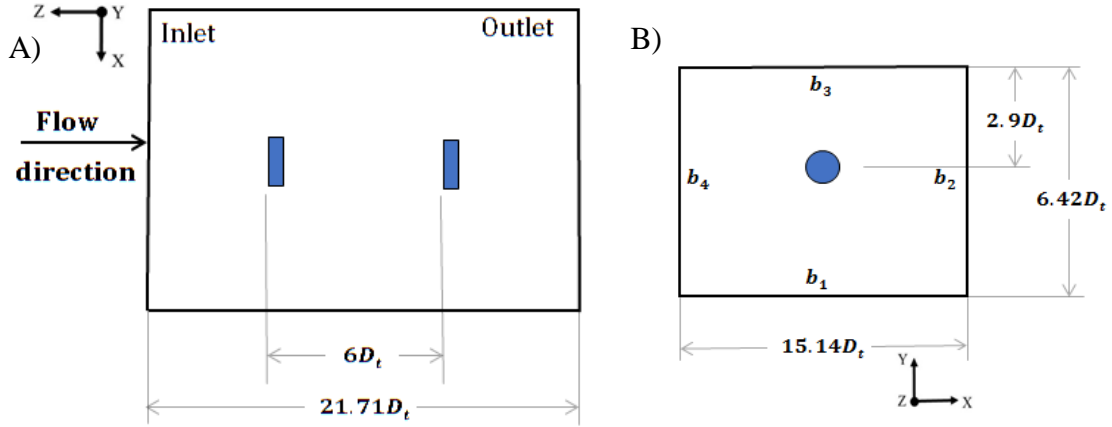 Z Y
X
A)
Inlet
Outlet
Flow
direction
6D_t
21.71D_t
B)
b_3
2.9D_t
b_4
b_2
6.42D_t
b_1
15.14D_t
Y
Z X